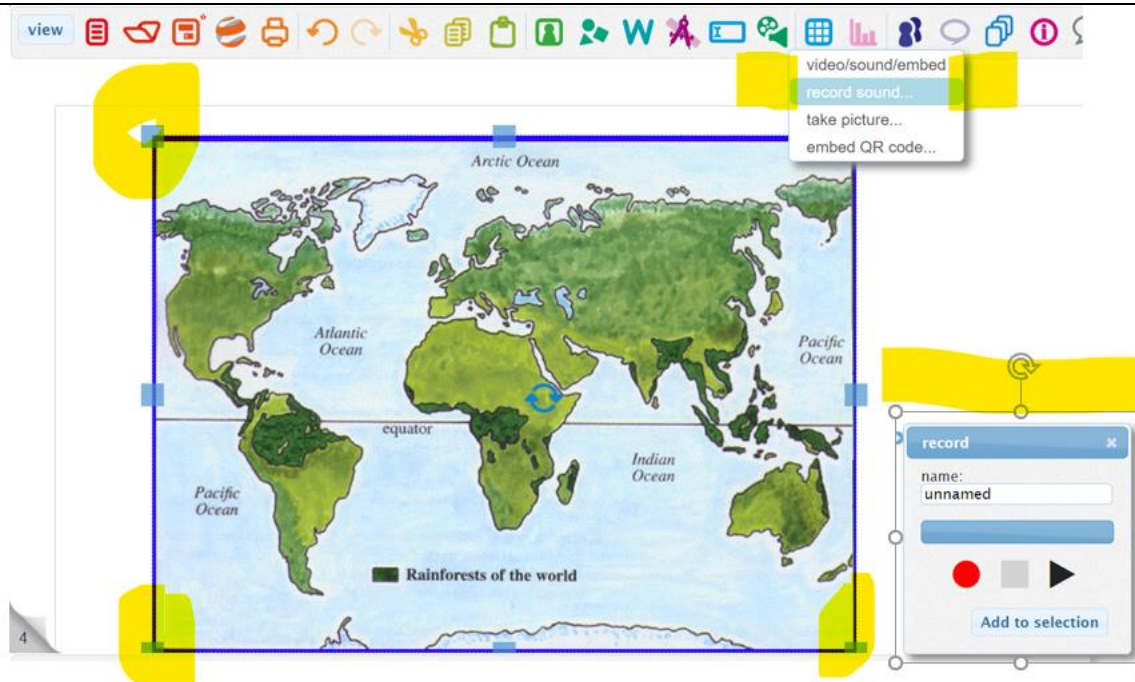 view
W
video/sound/embed
record sound...
take picture...
embed QR code...
Arctic Ocean
Atlantic
Ocean
Pacific
Ocean
equator
Indian
Ocean
Pacific
Ocean
Rainforests of the world
4
record
name:
unnamed
Add to selection